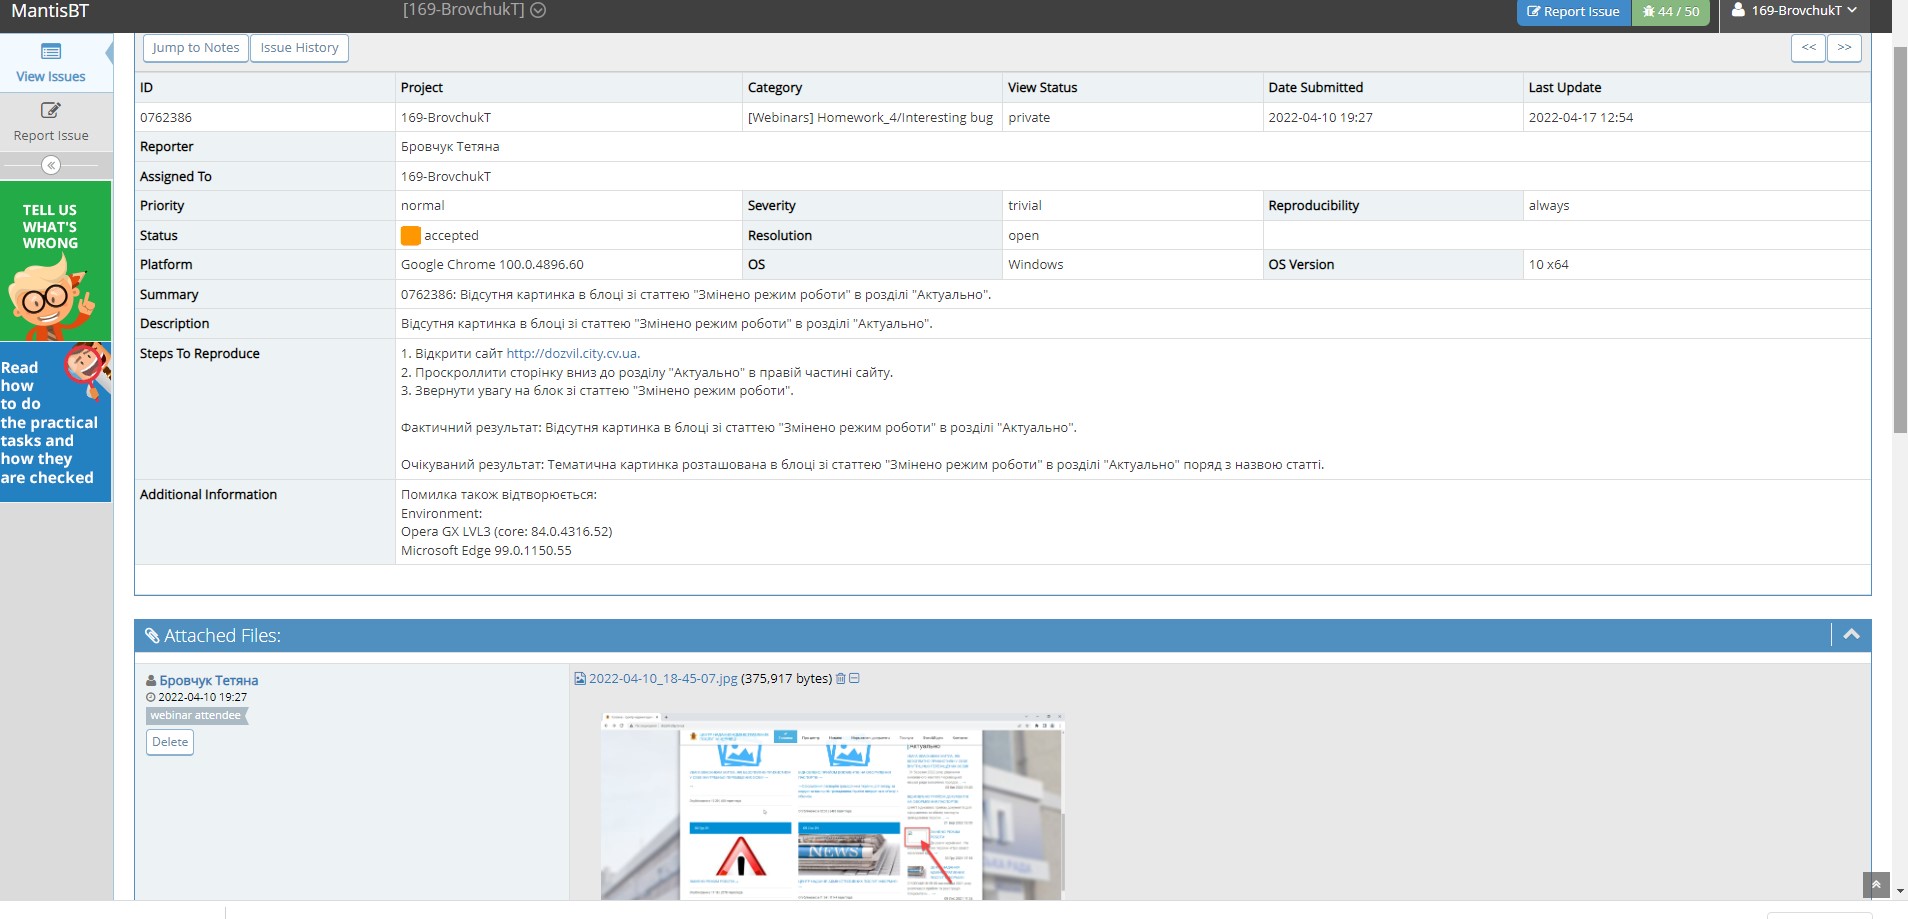 MantisBT
[169-BrovchukT]
Report Issue
44 / 50
169-BrovchukT
View Issues
Report Issue
TELL US
WHAT'S
WRONG
Read
how
to do
the practical
tasks and
how they
are checked
Jump to Notes
Issue History
<<
>>
ID Project Category View Status Date Submitted Last Update
0762386 169-BrovchukT [Webinars] Homework_4/Interesting bug private 2022-04-10 19:27 2022-04-17 12:54
Reporter Бровчук Тетяна
Assigned To 169-BrovchukT
Priority normal Severity trivial Reproducibility always
Status accepted Resolution open
Platform Google Chrome 100.0.4896.60 OS Windows OS Version 10 x64
Summary 0762386: Відсутня картинка в блоці зі статтею "Змінено режим роботи" в розділі "Актуально".
Description Відсутня картинка в блоці зі статтею "Змінено режим роботи" в розділі "Актуально".
Steps To Reproduce 1. Відкрити сайт http://dozvil.city.cv.ua.
2. Проскроллити сторінку вниз до розділу "Актуально" в правій частині сайту.
3. Звернути увагу на блок зі статтею "Змінено режим роботи".
Фактичний результат: Відсутня картинка в блоці зі статтею "Змінено режим роботи" в розділі "Актуально".
Очікуваний результат: Тематична картинка розташована в блоці зі статтею "Змінено режим роботи" в розділі "Актуально" поряд з назвою статті.
Additional Information Помилка також відтворюється:
Environment:
Opera GX LVL3 (core: 84.0.4316.52)
Microsoft Edge 99.0.1150.55
Attached Files:
Бровчук Тетяна
2022-04-10 19:27
webinar attendee
Delete
2022-04-10_18-45-07.jpg (375,917 bytes)
Актуально
NEWS